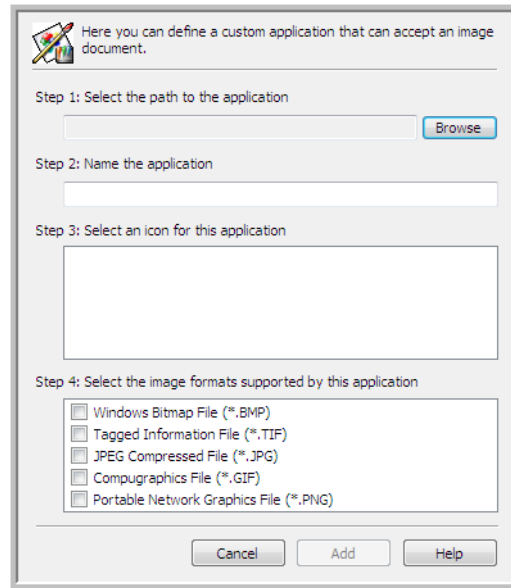 Here you can define a custom application that can accept an image
document.
Step 1: Select the path to the application
Browse
Step 2: Name the application
Step 3: Select an icon for this application
Step 4: Select the image formats supported by this application
Windows Bitmap File (*.BMP)
Tagged Information File (*.TIF)
JPEG Compressed File (*.JPG)
Compugraphics File (*.GIF)
Portable Network Graphics File (*.PNG)
Cancel Add Help